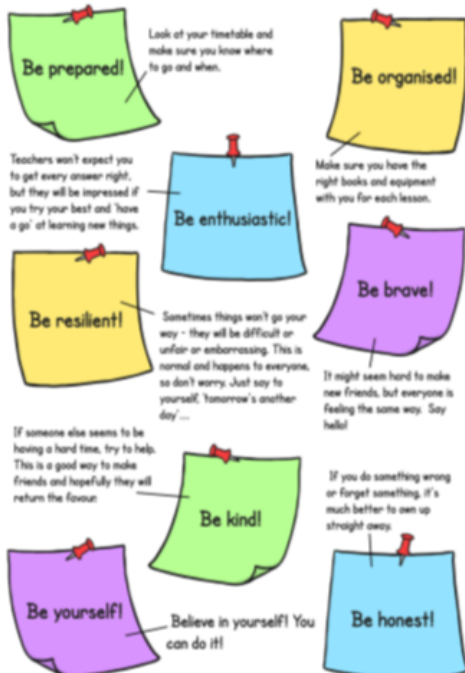 Be prepared!
Look at your timetable and
make sure you know where
to go and when.
Be organised!
Make sure you have the
right books and equipment
with you for each lesson.
Teachers won't expect you
to get every answer right,
but they will be impressed if
you try your best and 'have
a go' at learning new things.
Be enthusiastic!
Be brave!
It might seem hard to make
new friends, but everyone is
feeling the same way. Say
hello!
Be resilient!
Sometimes things won't go your
way - they will be difficult or
unfair or embarrassing. This is
normal and happens to everyone,
so don't worry. Just say to
yourself, 'tomorrow's another
day'....
If someone else seems to be
having a hard time, try to help.
This is a good way to make
friends and hopefully they will
return the favour.
Be kind!
If you do something wrong
or forget something, it's
much better to own up
straight away.
Be honest!
Be yourself!
Believe in yourself! You
can do it!